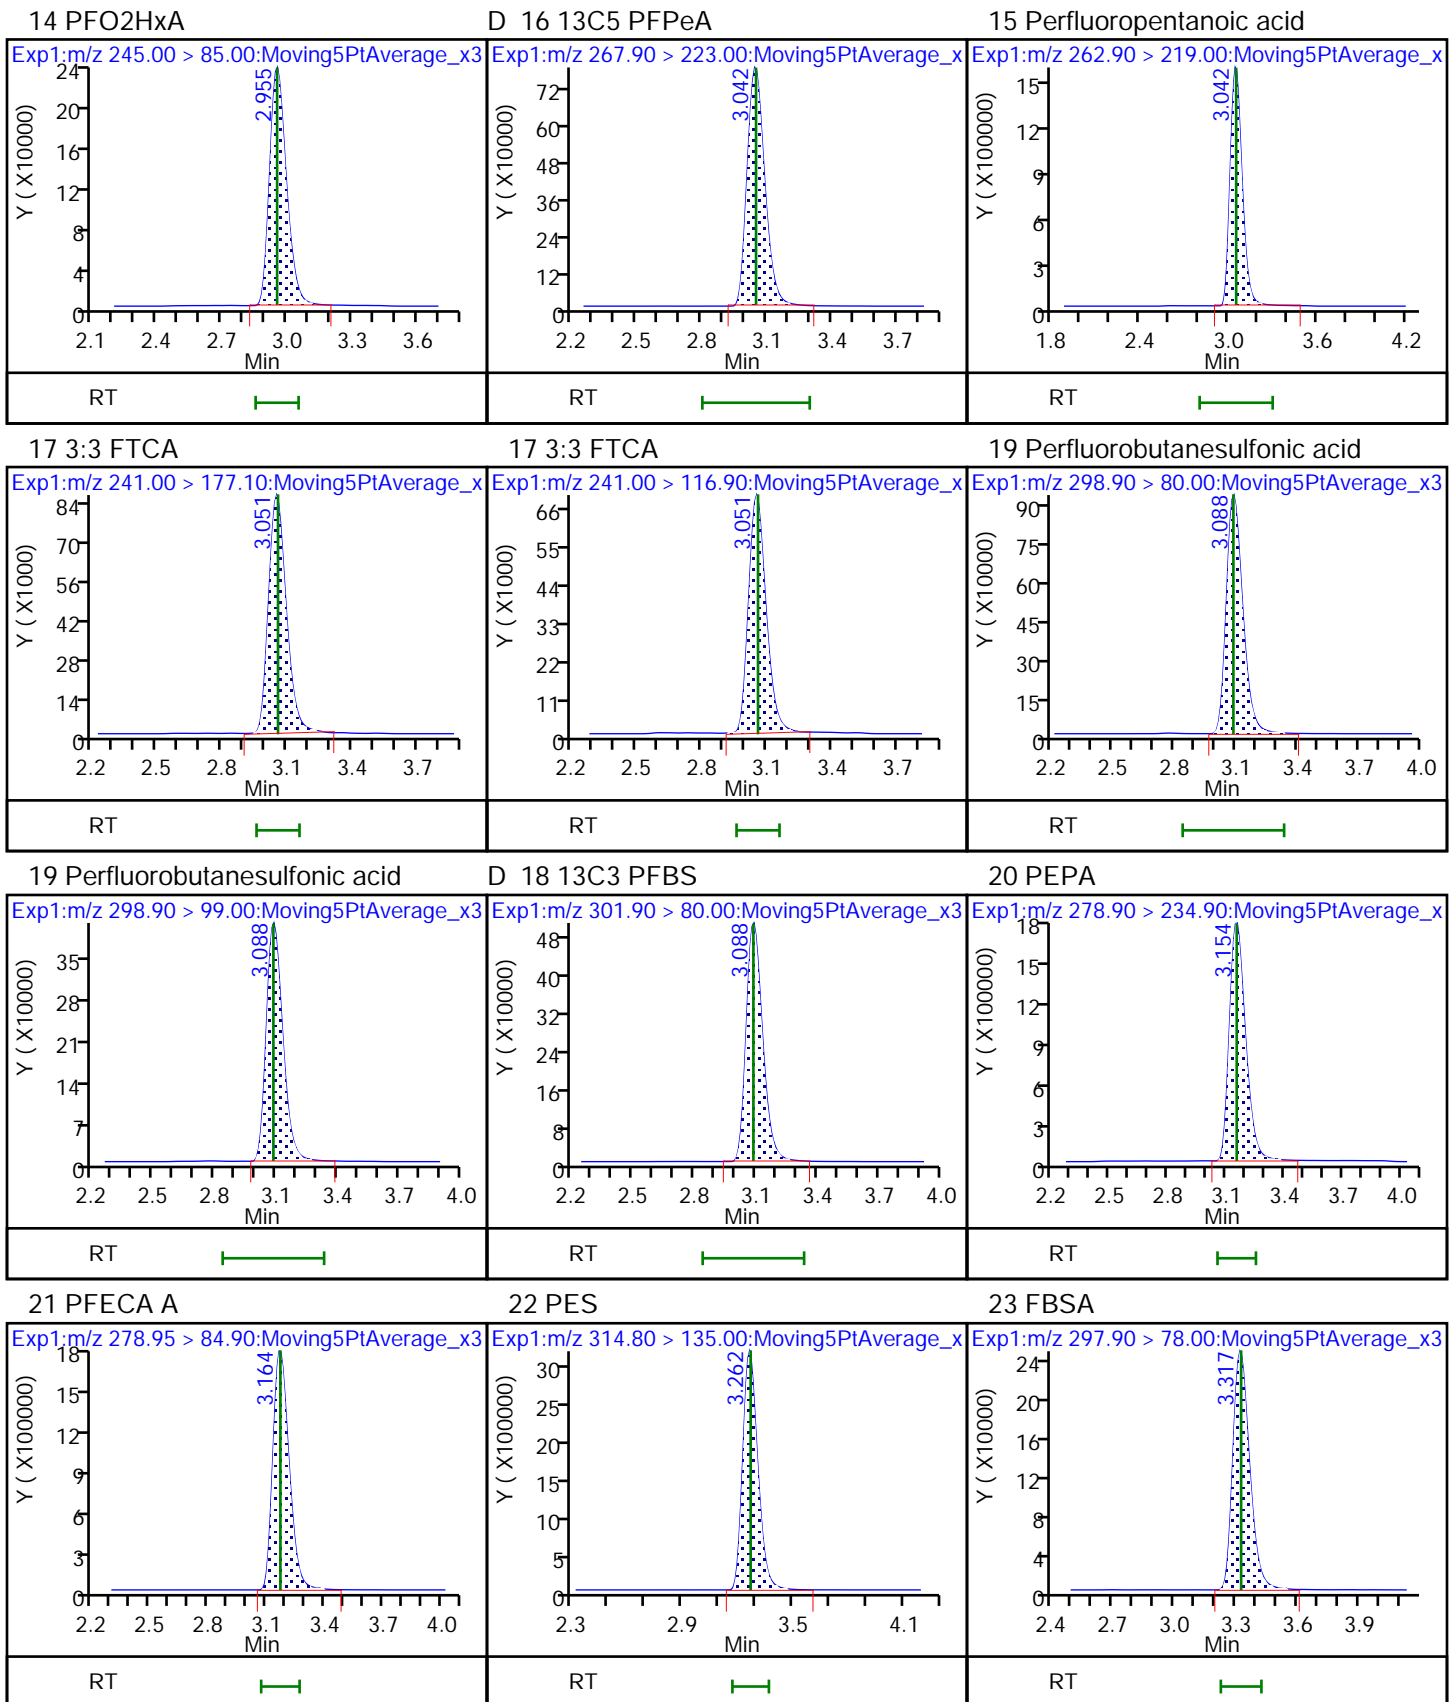 14 PFO2HxA
Exp1:m/z 245.00 > 85.00:Moving5PtAverage_x3
Y ( X10000)
24
20
16
12
8
4
0
2.955
2.1 2.4 2.7 3.0 3.3 3.6
Min
RT
D 16 13C5 PFPeA
Exp1:m/z 267.90 > 223.00:Moving5PtAverage_x
Y ( X10000)
72
60
48
36
24
12
0
3.042
2.2 2.5 2.8 3.1 3.4 3.7
Min
RT
15 Perfluoropentanoic acid
Exp1:m/z 262.90 > 219.00:Moving5PtAverage_x
Y ( X100000)
15
12
9
6
3
0
3.042
1.8 2.4 3.0 3.6 4.2
Min
RT
17 3:3 FTCA
Exp1:m/z 241.00 > 177.10:Moving5PtAverage_x
Y ( X1000)
84
70
56
42
28
14
0
3.051
2.2 2.5 2.8 3.1 3.4 3.7
Min
RT
17 3:3 FTCA
Exp1:m/z 241.00 > 116.90:Moving5PtAverage_x
Y ( X1000)
66
55
44
33
22
11
0
3.051
2.2 2.5 2.8 3.1 3.4 3.7
Min
RT
19 Perfluorobutanesulfonic acid
Exp1:m/z 298.90 > 80.00:Moving5PtAverage_x3
Y ( X10000)
90
75
60
45
30
15
0
3.088
2.2 2.5 2.8 3.1 3.4 3.7 4.0
Min
RT
19 Perfluorobutanesulfonic acid
Exp1:m/z 298.90 > 99.00:Moving5PtAverage_x3
Y ( X10000)
35
28
21
14
7
0
3.088
2.2 2.5 2.8 3.1 3.4 3.7 4.0
Min
RT
D 18 13C3 PFBS
Exp1:m/z 301.90 > 80.00:Moving5PtAverage_x3
Y ( X10000)
48
40
32
24
16
8
0
3.088
2.2 2.5 2.8 3.1 3.4 3.7 4.0
Min
RT
20 PEPA
Exp1:m/z 278.90 > 234.90:Moving5PtAverage_x
Y ( X100000)
18
15
12
9
6
3
0
3.154
2.2 2.5 2.8 3.1 3.4 3.7 4.0
Min
RT
21 PFECA A
Exp1:m/z 278.95 > 84.90:Moving5PtAverage_x3
Y ( X100000)
18
15
12
9
6
3
0
3.164
2.2 2.5 2.8 3.1 3.4 3.7 4.0
Min
RT
22 PES
Exp1:m/z 314.80 > 135.00:Moving5PtAverage_x
Y ( X100000)
30
25
20
15
10
5
0
3.262
2.3 2.9 3.5 4.1
Min
RT
23 FBSA
Exp1:m/z 297.90 > 78.00:Moving5PtAverage_x3
Y ( X100000)
24
20
16
12
8
4
0
3.317
2.4 2.7 3.0 3.3 3.6 3.9
Min
RT